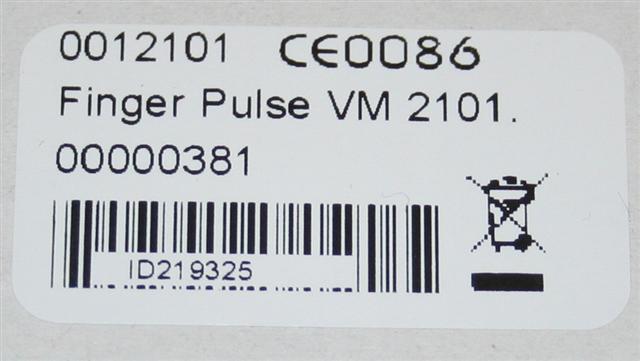 0012101 CE0086
Finger Pulse VM 2101.
00000381
ID219325